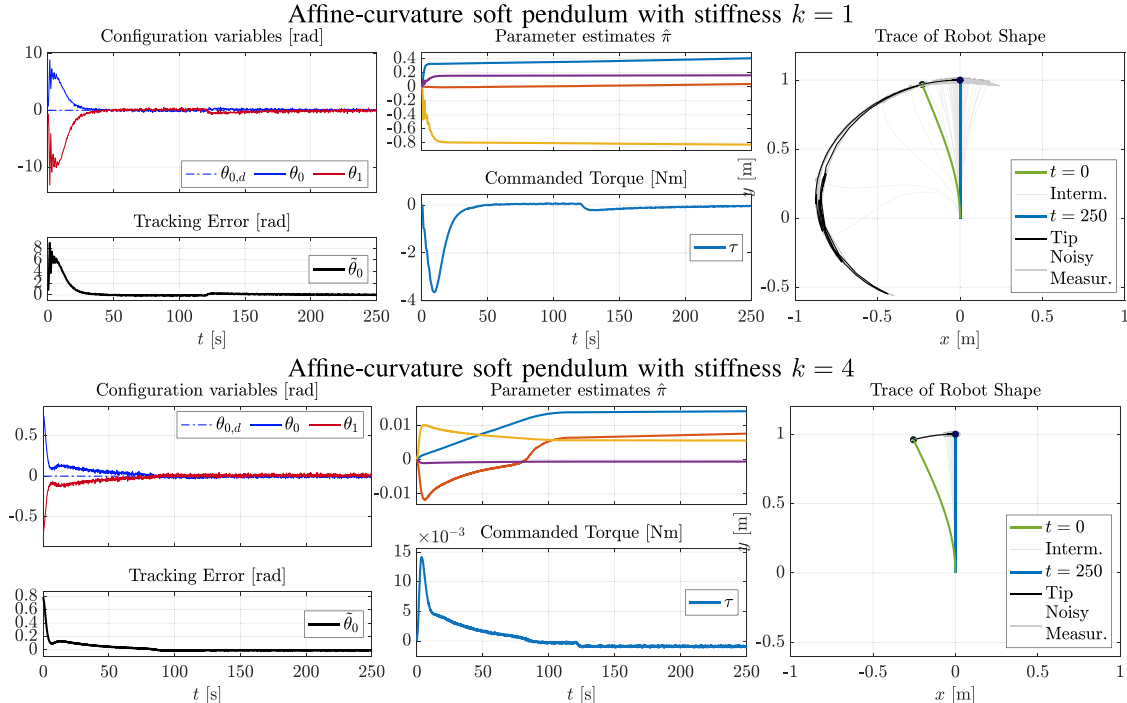 Affine-curvature soft pendulum with stiffness k = 1
Configuration variables [rad]
10
0
-10
θ₀,d θ₀ θ₁
Tracking Error [rad]
8
6
4
2
0
θ̃₀
0 50 100 150 200 250
t [s]
Parameter estimates π̂
0.4
0.2
0
-0.2
-0.4
-0.6
-0.8
Commanded Torque [Nm]
0
-2
-4
τ
0 50 100 150 200 250
t [s]
Trace of Robot Shape
y [m]
1
0.5
0
-0.5
t = 0
Interm.
t = 250
Tip
Noisy
Measur.
-1 -0.5 0 0.5 1
x [m]
Affine-curvature soft pendulum with stiffness k = 4
Configuration variables [rad]
0.5
0
-0.5
θ₀,d θ₀ θ₁
Tracking Error [rad]
0.8
0.6
0.4
0.2
0
θ̃₀
0 50 100 150 200 250
t [s]
Parameter estimates π̂
0.01
0
-0.01
Commanded Torque [Nm]
×10⁻³
15
10
5
0
τ
0 50 100 150 200 250
t [s]
Trace of Robot Shape
y [m]
1
0.5
0
-0.5
t = 0
Interm.
t = 250
Tip
Noisy
Measur.
-1 -0.5 0 0.5 1
x [m]